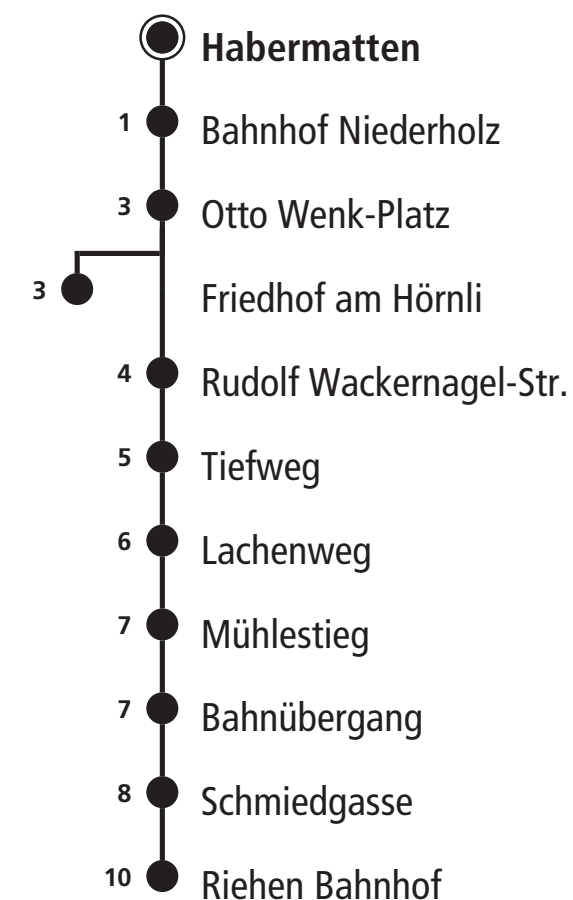 Habermatten
1 Bahnhof Niederholz
3 Otto Wenk-Platz
3 Friedhof am Hörnli
4 Rudolf Wackernagel-Str.
5 Tiefweg
6 Lachenweg
7 Mühlestieg
7 Bahnübergang
8 Schmiedgasse
10 Riehen Bahnhof